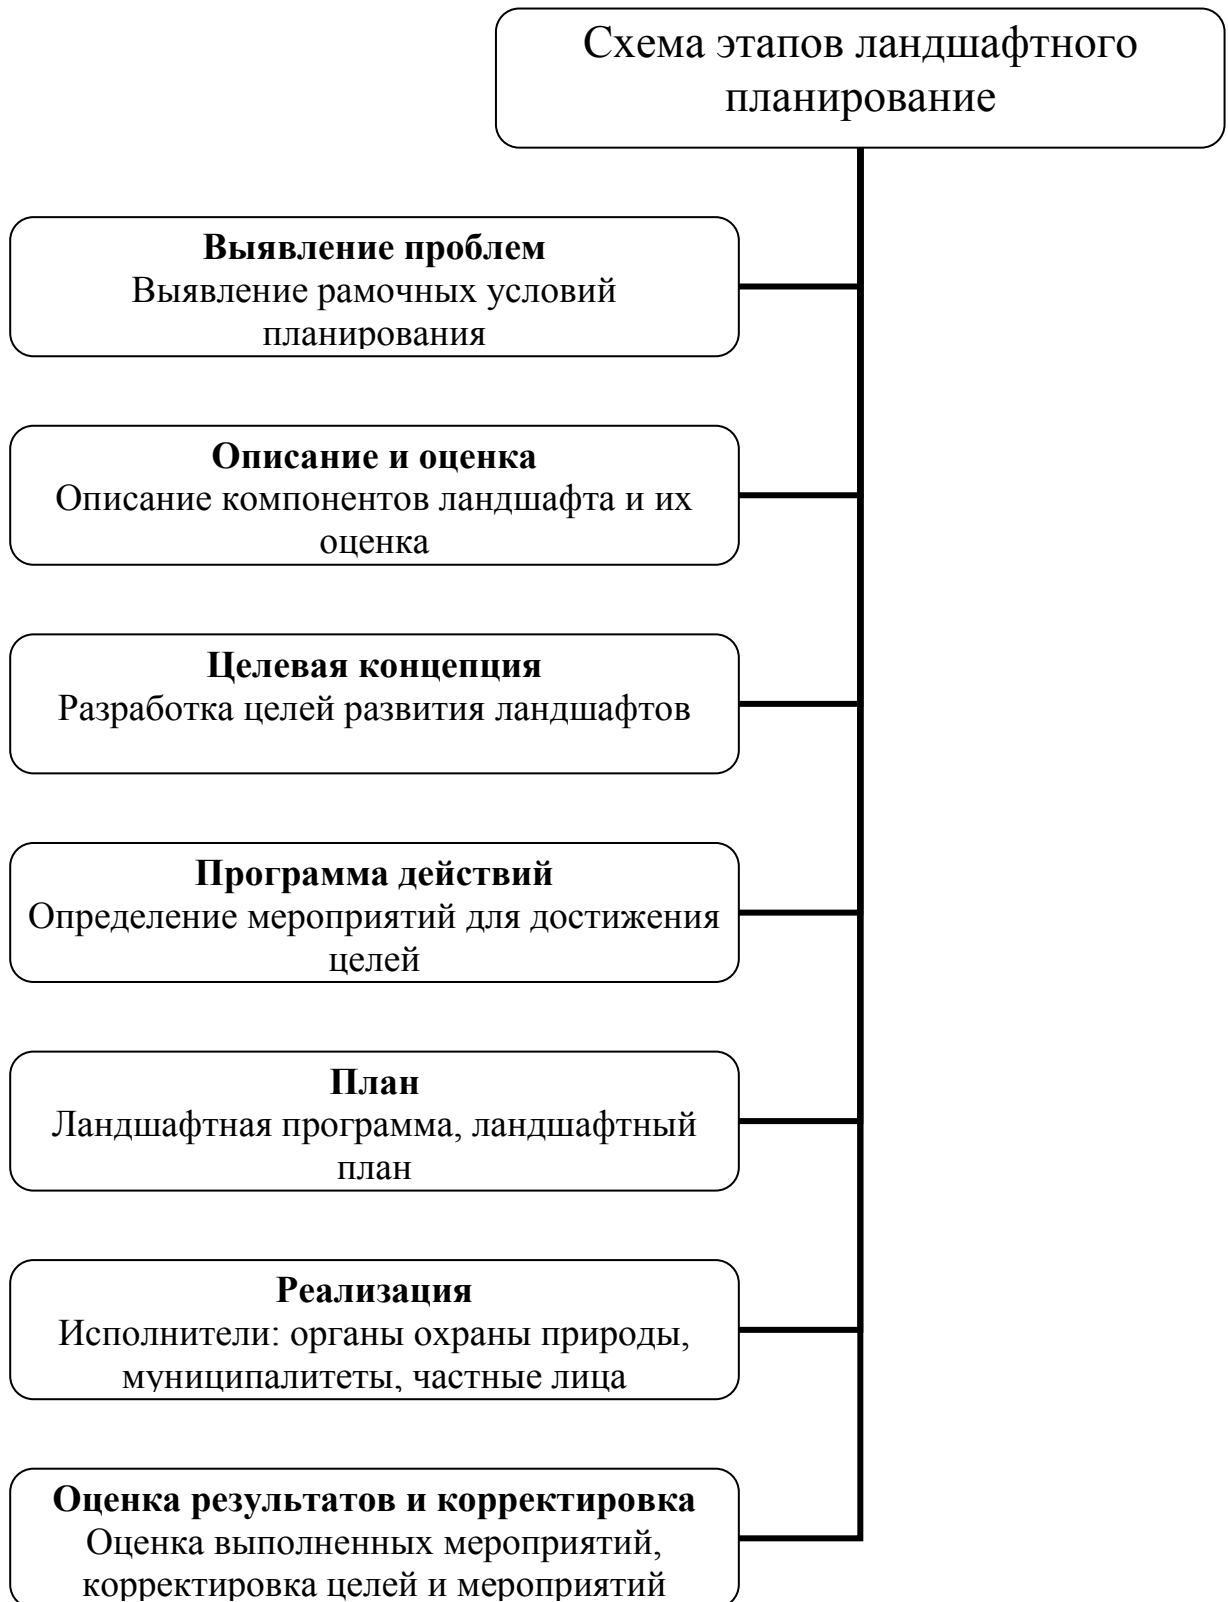 Схема этапов ландшафтного
планирование
Выявление проблем
Выявление рамочных условий
планирования
Описание и оценка
Описание компонентов ландшафта и их
оценка
Целевая концепция
Разработка целей развития ландшафтов
Программа действий
Определение мероприятий для достижения
целей
План
Ландшафтная программа, ландшафтный
план
Реализация
Исполнители: органы охраны природы,
муниципалитеты, частные лица
Оценка результатов и корректировка
Оценка выполненных мероприятий,
корректировка целей и мероприятий